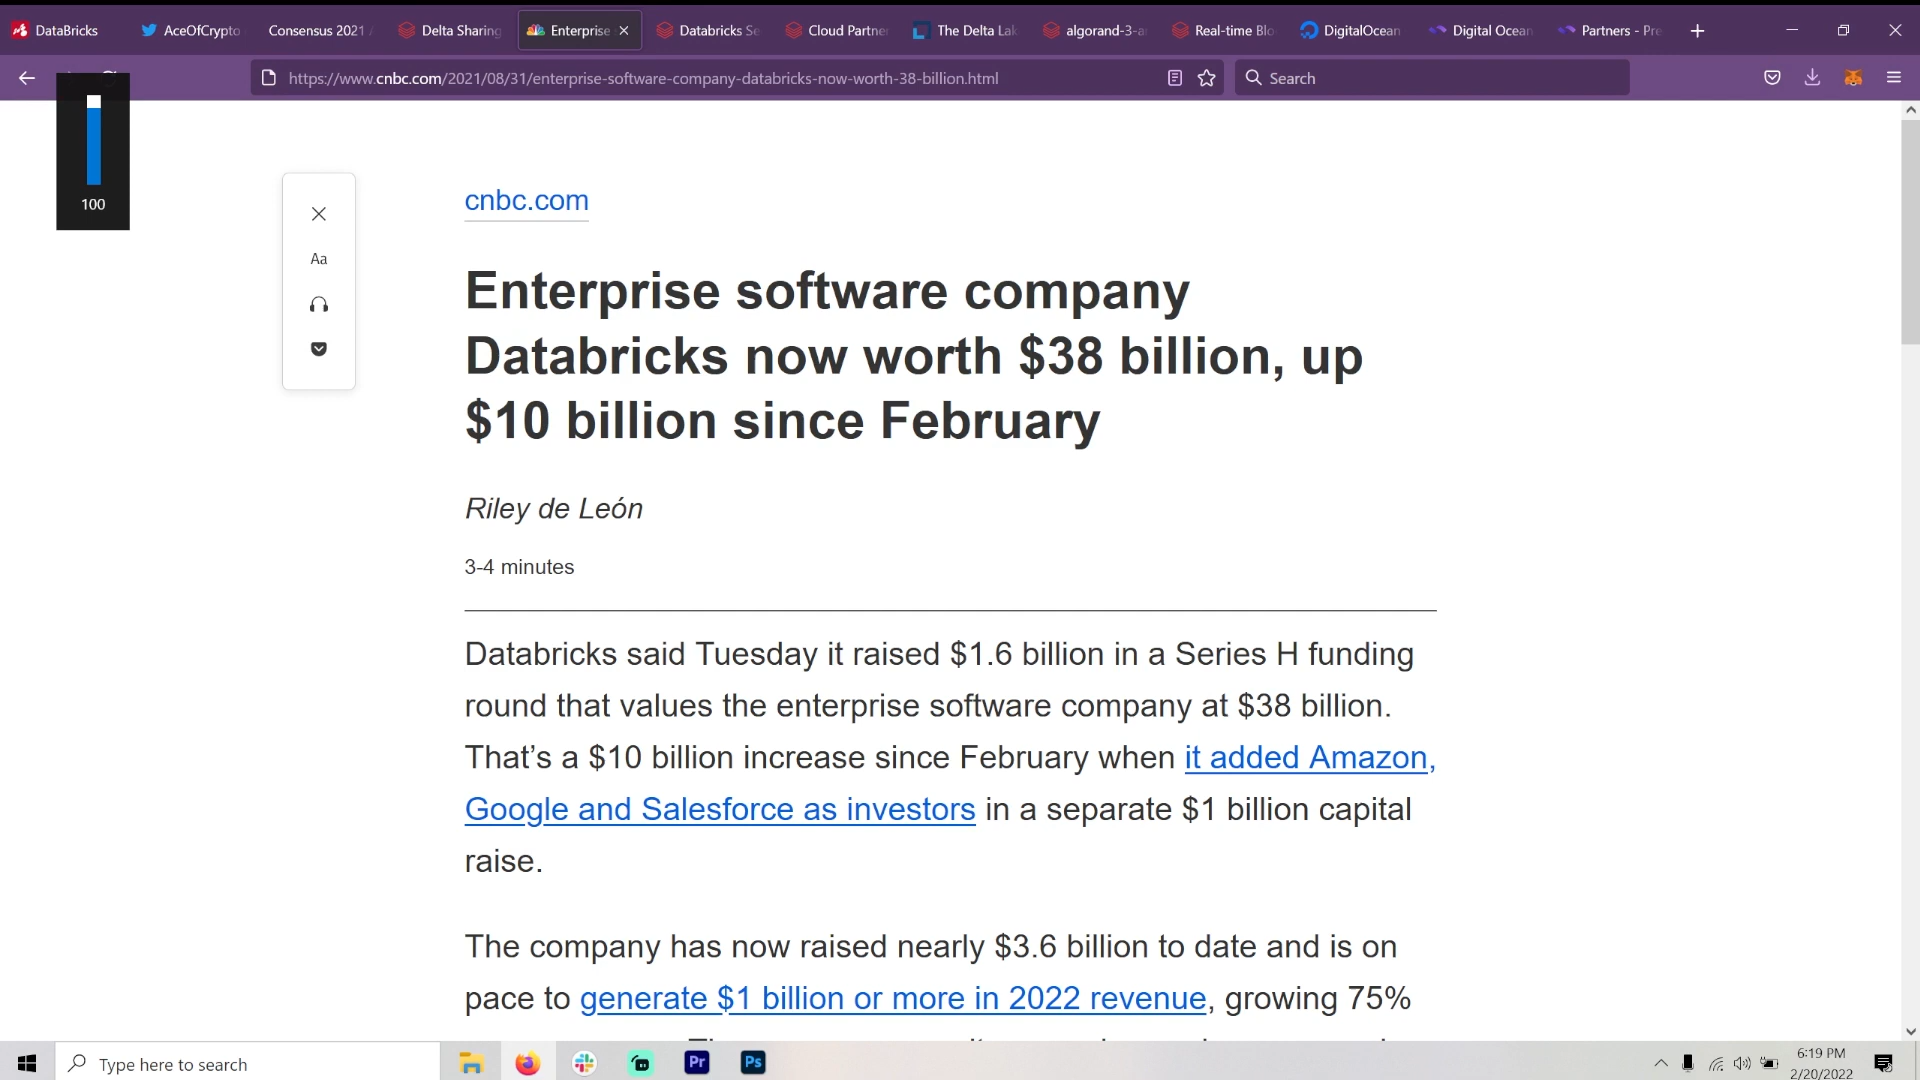 DataBricks
AceOfCrypto
Consensus 2021
Delta Sharing
Enterprise
Databricks Se
Cloud Partner
The Delta Lak
algorand-3-a
Real-time Blo
DigitalOcean
Digital Ocean
Partners - Pre
https://www.cnbc.com/2021/08/31/enterprise-software-company-databricks-now-worth-38-billion.html
Search
100
Aa
cnbc.com
Enterprise software company
Databricks now worth $38 billion, up
$10 billion since February
Riley de León
3-4 minutes
Databricks said Tuesday it raised $1.6 billion in a Series H funding
round that values the enterprise software company at $38 billion.
That’s a $10 billion increase since February when it added Amazon,
Google and Salesforce as investors in a separate $1 billion capital
raise.
The company has now raised nearly $3.6 billion to date and is on
pace to generate $1 billion or more in 2022 revenue, growing 75%
Type here to search
Pr
Ps
6:19 PM
2/20/2022